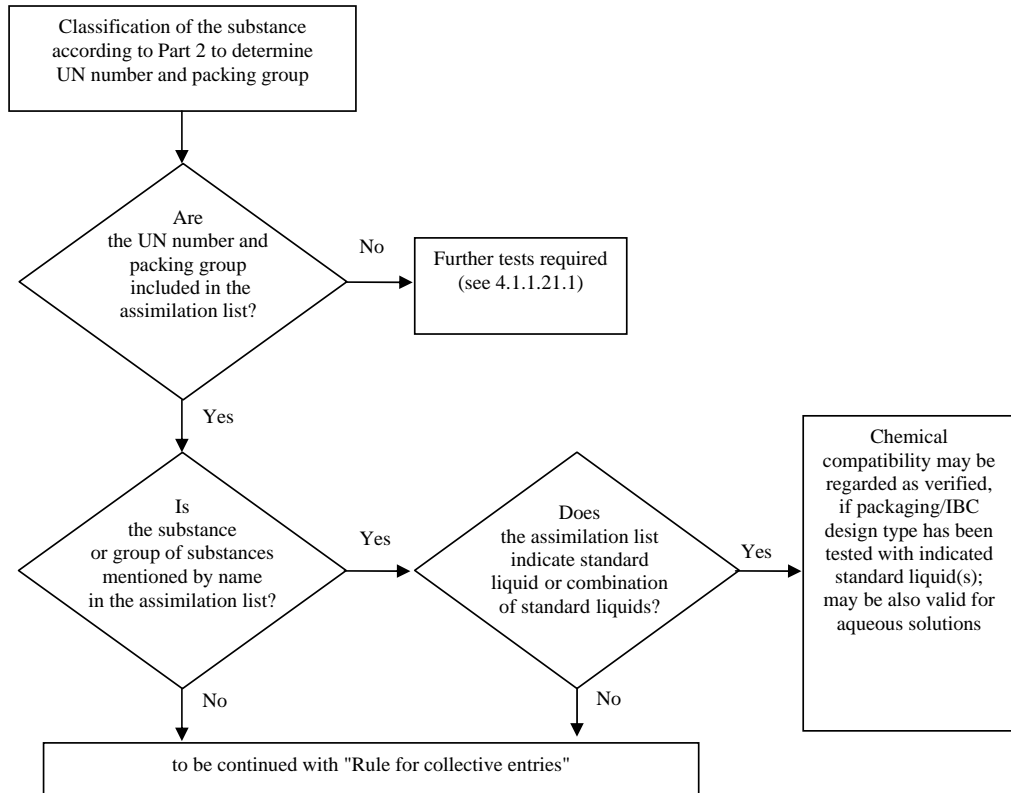 Classification of the substance
according to Part 2 to determine
UN number and packing group
Are
the UN number and
packing group
included in the
assimilation list?
No
Further tests required
(see 4.1.1.21.1)
Yes
Is
the substance
or group of substances
mentioned by name
in the assimilation list?
Yes
Does
the assimilation list
indicate standard
liquid or combination
of standard liquids?
Yes
Chemical
compatibility may be
regarded as verified,
if packaging/IBC
design type has been
tested with indicated
standard liquid(s);
may be also valid for
aqueous solutions
No
No
to be continued with "Rule for collective entries"